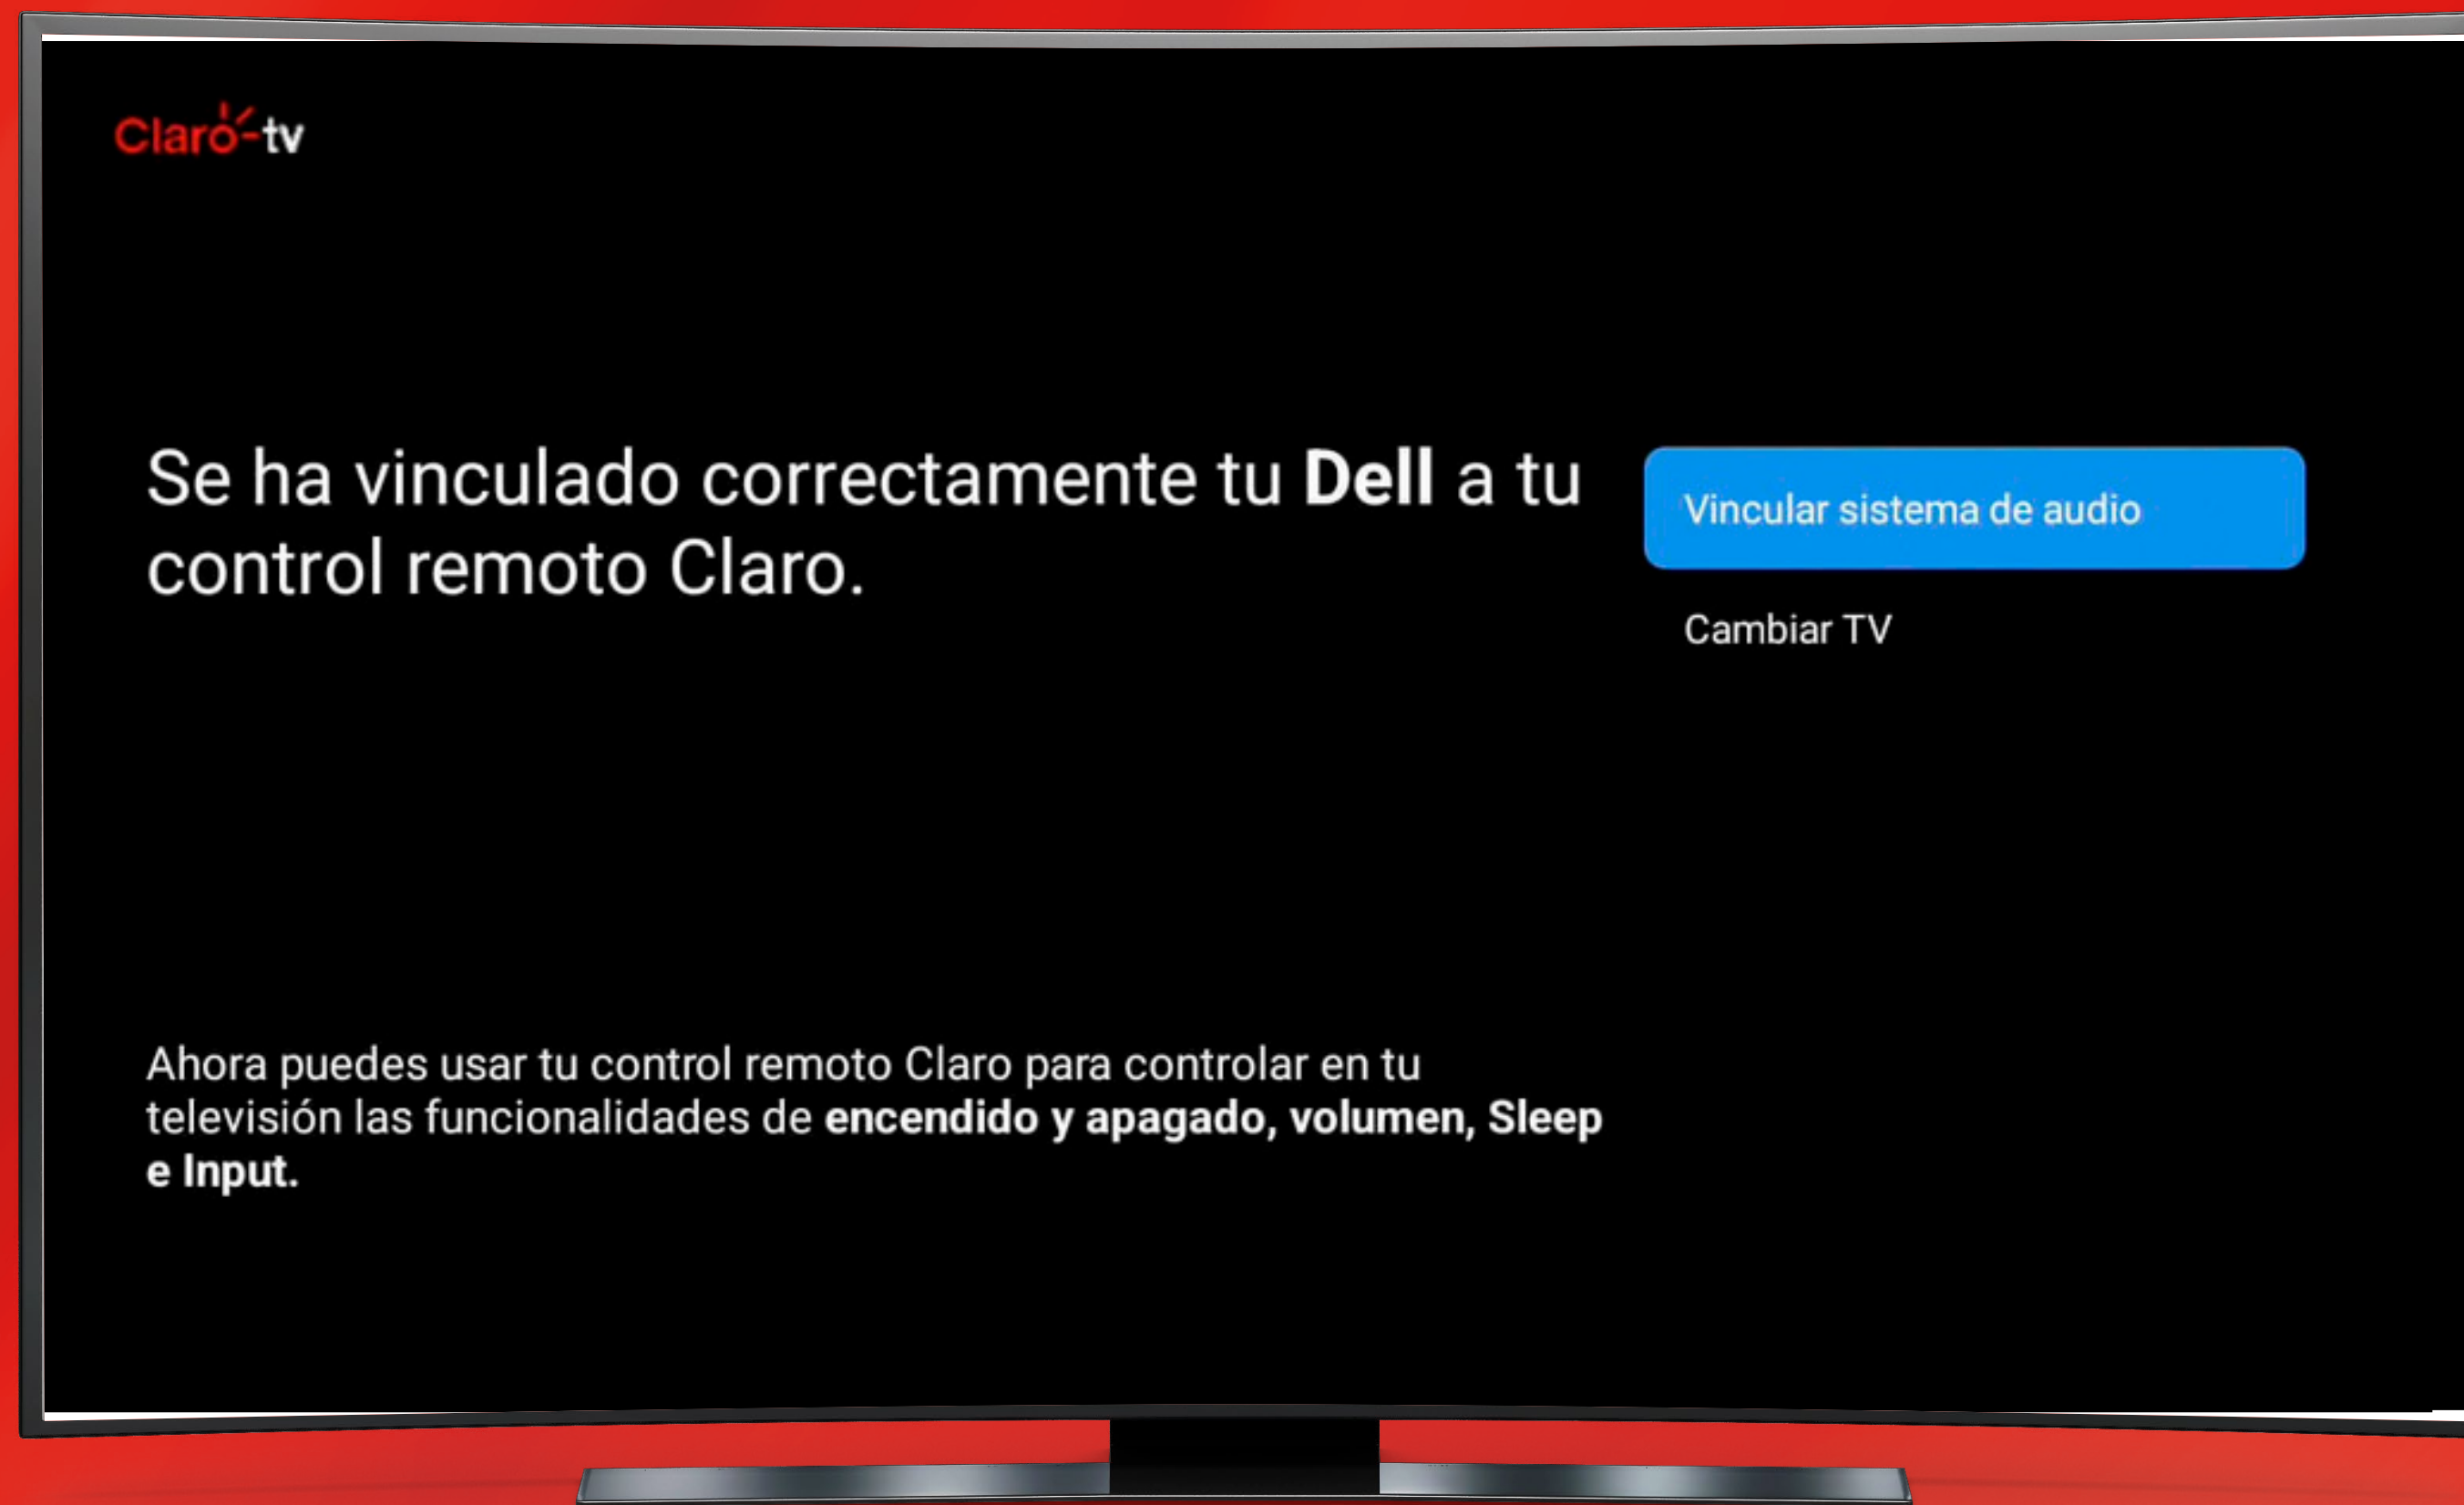 Claro-tv
Se ha vinculado correctamente tu Dell a tu
control remoto Claro.
Vincular sistema de audio
Cambiar TV
Ahora puedes usar tu control remoto Claro para controlar en tu
televisión las funcionalidades de encendido y apagado, volumen, Sleep
e Input.